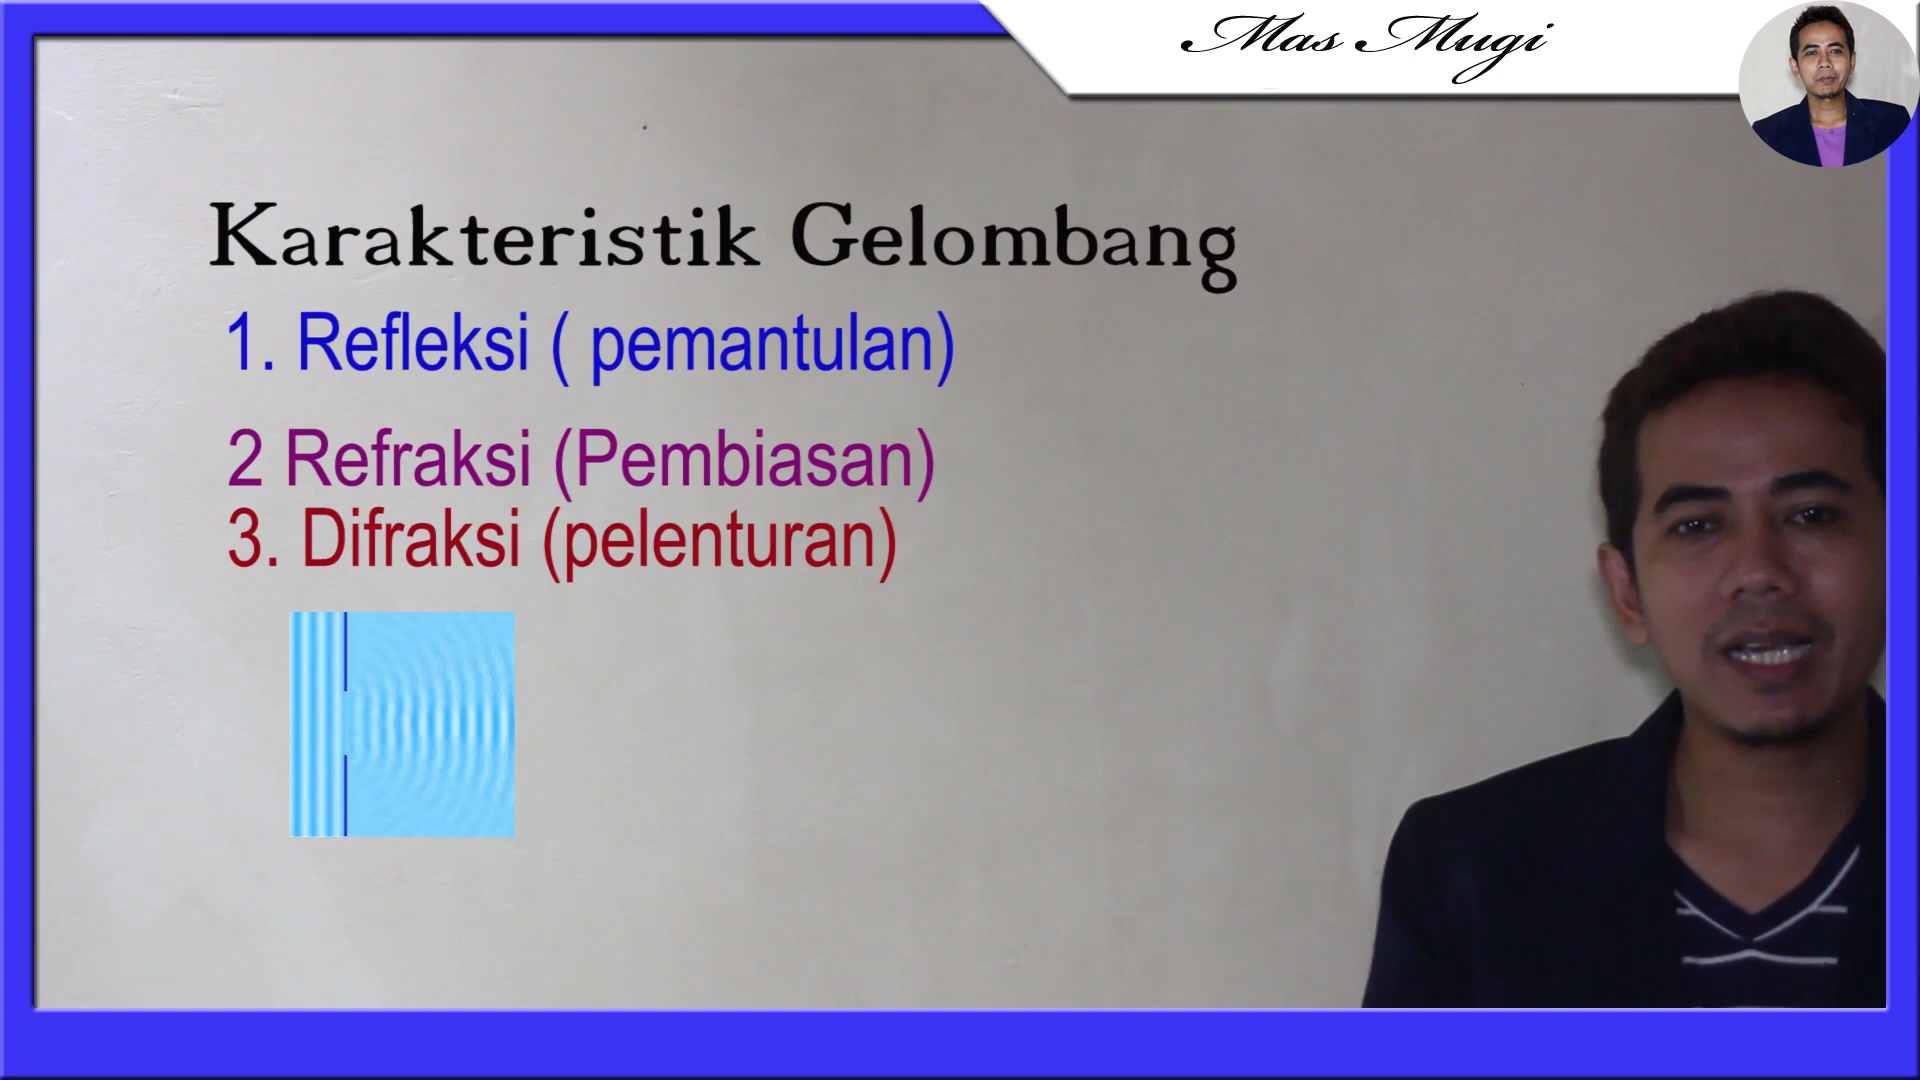 Mas Mugi
Karakteristik Gelombang
1. Refleksi ( pemantulan)
2 Refraksi (Pembiasan)
3. Difraksi (pelenturan)